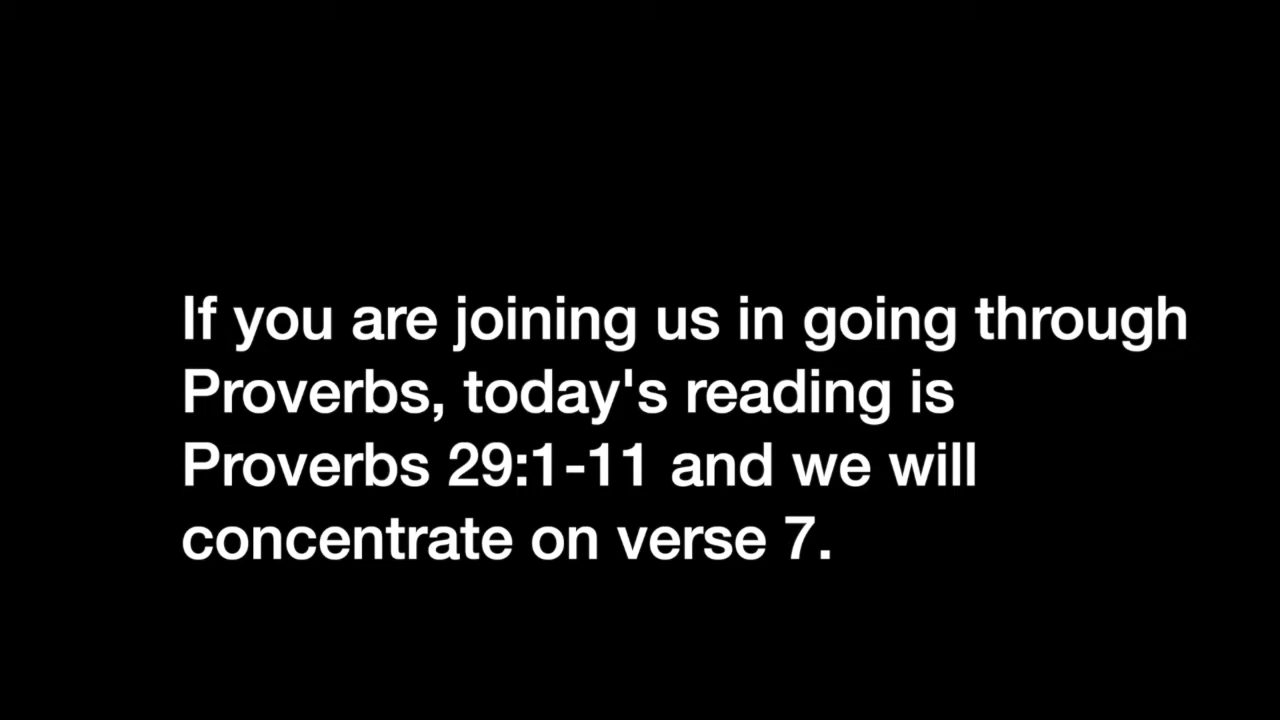 If you are joining us in going through
Proverbs, today's reading is
Proverbs 29:1-11 and we will
concentrate on verse 7.